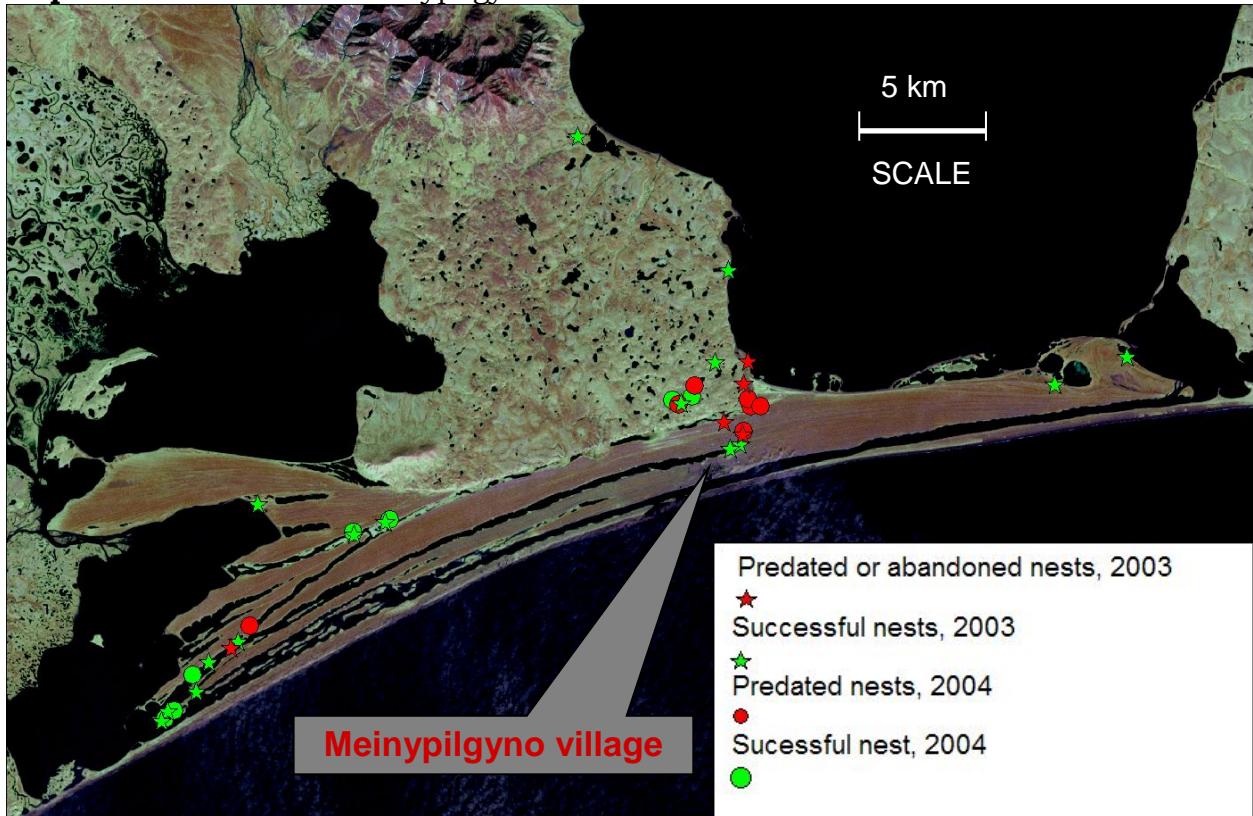 5 km
SCALE
Predated or abandoned nests, 2003
Successful nests, 2003
Predated nests, 2004
Sucessful nest, 2004
Meinypilgyno village